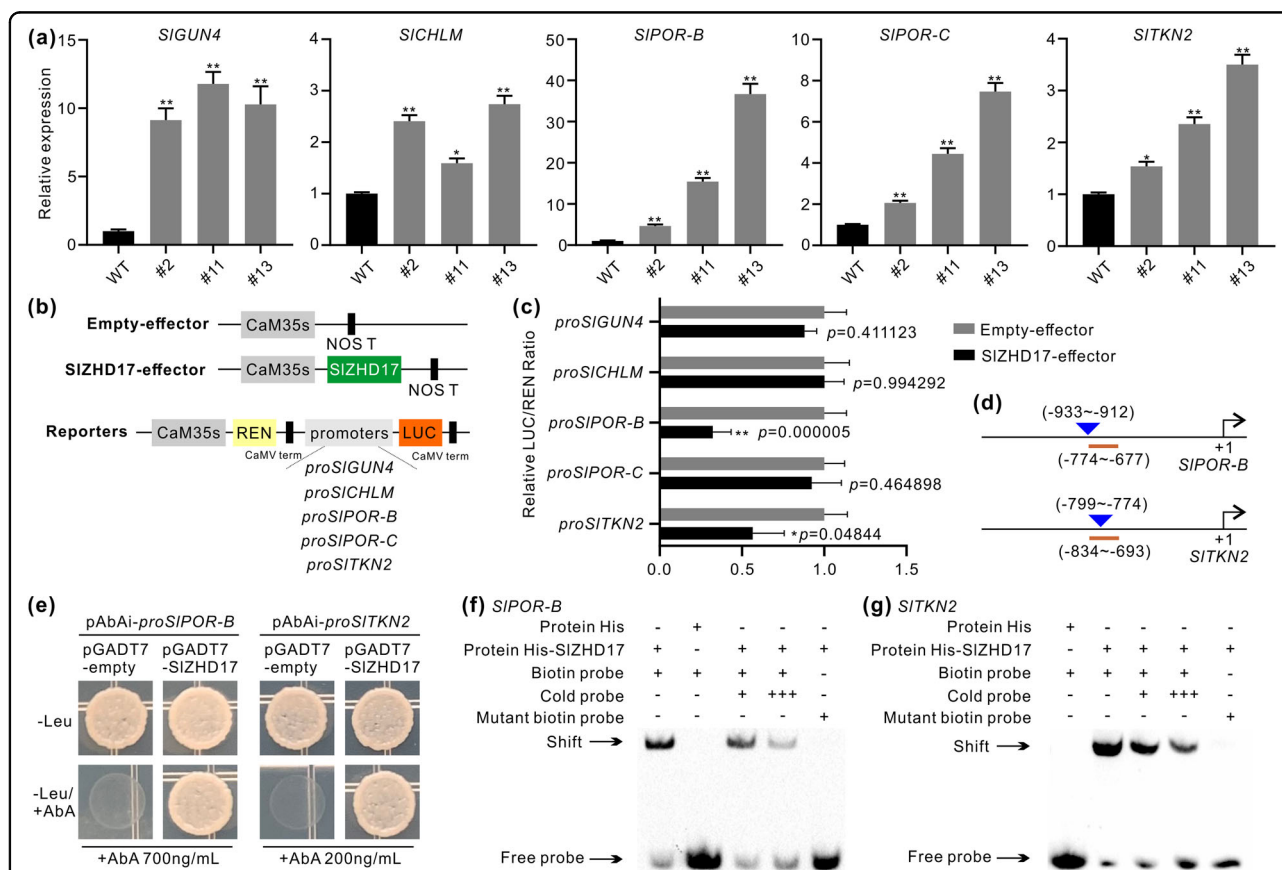 (a)
SlGUN4
SlCHLM
SlPOR-B
SlPOR-C
SlTKN2
Relative expression
15
10
5
0
**
**
**
WT
#2
#11
#13
4
3
2
1
0
**
*
**
WT
#2
#11
#13
50
40
30
20
10
0
**
**
**
WT
#2
#11
#13
10
8
6
4
2
0
**
**
**
WT
#2
#11
#13
4
3
2
1
0
*
**
**
WT
#2
#11
#13
(b)
Empty-effector CaM35s
NOS T
SlZHD17-effector CaM35s SlZHD17
NOS T
Reporters CaM35s REN promoters LUC
CaMV term CaMV term
proSlGUN4
proSlCHLM
proSlPOR-B
proSlPOR-C
proSlTKN2
(c)
Relative LUC/REN Ratio
proSlGUN4
p=0.411123
proSlCHLM
p=0.994292
proSlPOR-B
** p=0.000005
proSlPOR-C
p=0.464898
proSlTKN2
*p=0.04844
0.0 0.5 1.0 1.5
Empty-effector
SlZHD17-effector
(d)
(-933~-912)
(-774~-677)
+1
SlPOR-B
(-799~-774)
(-834~-693)
+1
SlTKN2
(e)
pAbAi-proSlPOR-B pAbAi-proSlTKN2
pGADT7 pGADT7 pGADT7 pGADT7
-empty -SlZHD17 -empty -SlZHD17
-Leu
-Leu/
+AbA
+AbA 700ng/mL +AbA 200ng/mL
(f) SlPOR-B
Protein His - + - - -
Protein His-SlZHD17 + - + + +
Biotin probe + + + + -
Cold probe - - + +++ -
Mutant biotin probe - - - - +
Shift
Free probe
(g) SlTKN2
Protein His + - - - -
Protein His-SlZHD17 - + + + +
Biotin probe + + + + -
Cold probe - - + +++ -
Mutant biotin probe - - - - +
Shift
Free probe